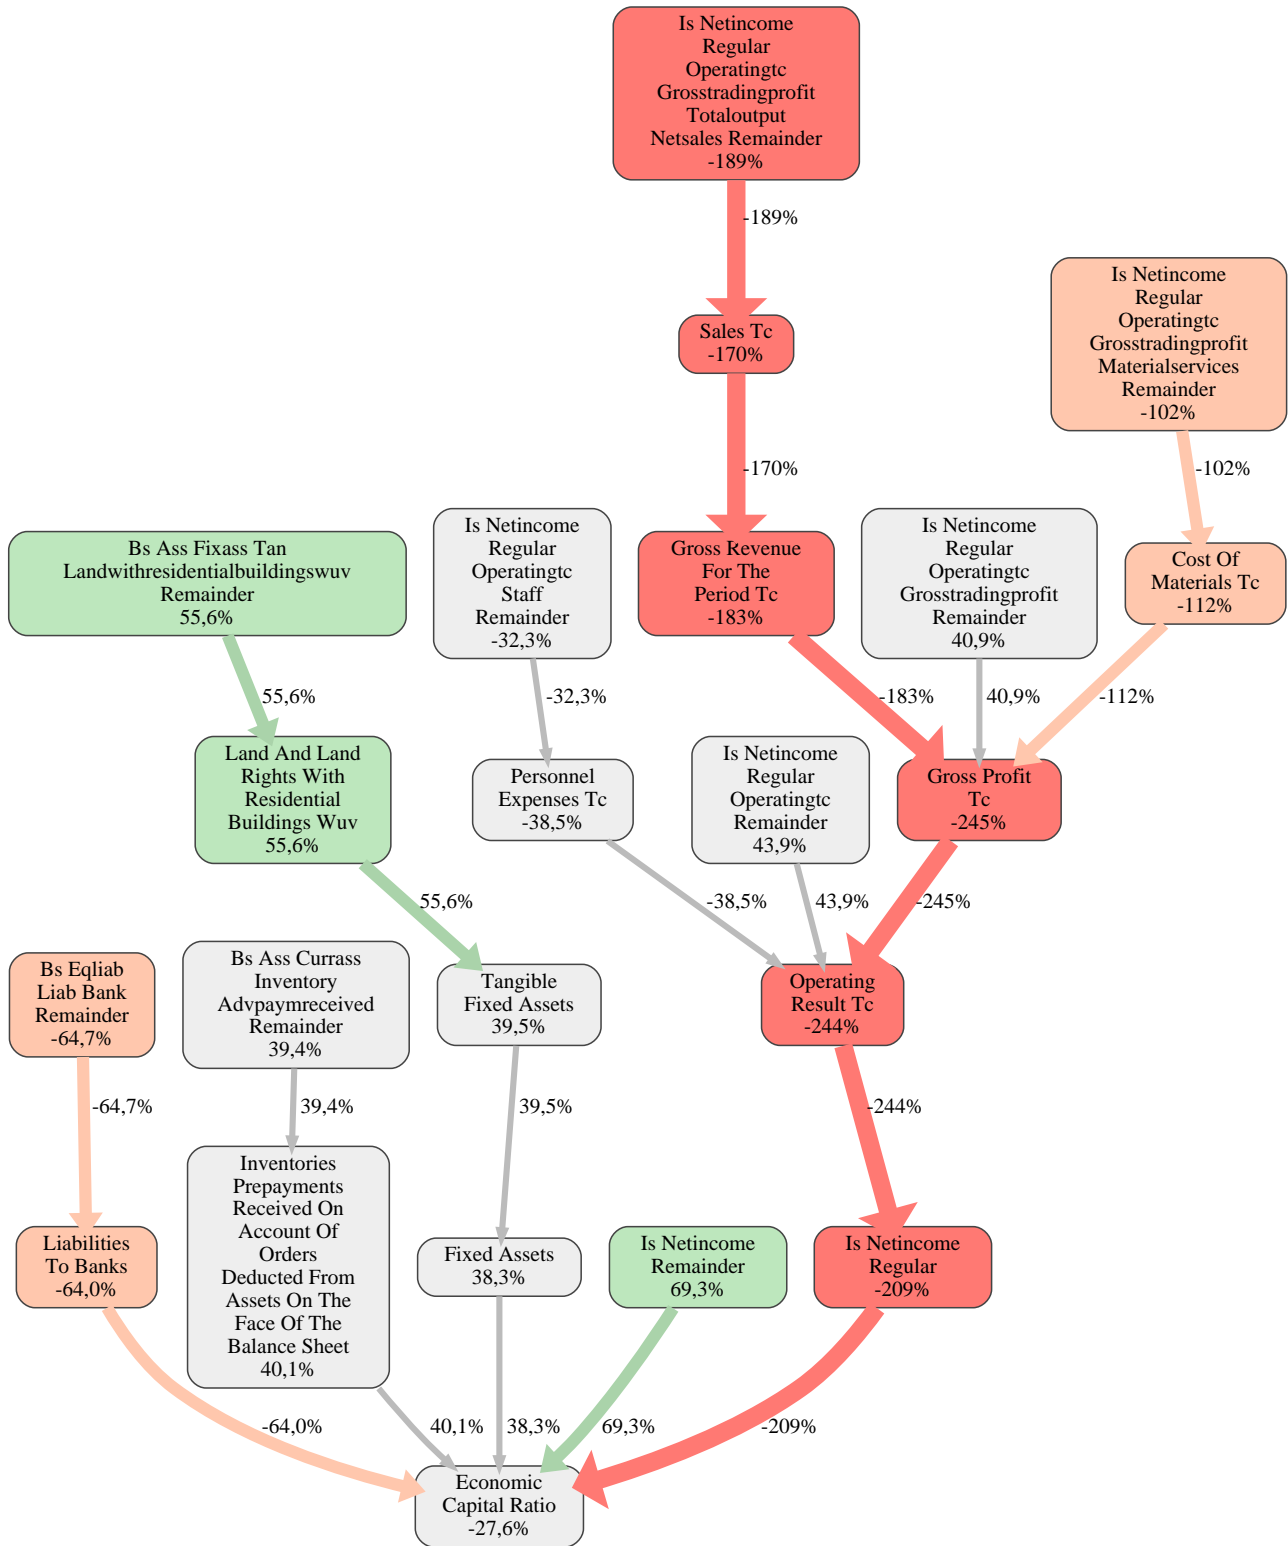 Is Netincome
Regular
Operatingtc
Grosstradingprofit
Totaloutput
Netsales Remainder
-189%
-189%
Is Netincome
Regular
Operatingtc
Grosstradingprofit
Materialservices
Remainder
-102%
Sales Tc
-170%
-170%
-102%
Bs Ass Fixass Tan
Landwithresidentialbuildingswuv
Remainder
55,6%
Is Netincome
Regular
Operatingtc
Staff
Remainder
-32,3%
Gross Revenue
For The
Period Tc
-183%
Is Netincome
Regular
Operatingtc
Grosstradingprofit
Remainder
40,9%
Cost Of
Materials Tc
-112%
55,6%
-32,3%
-183%
40,9%
-112%
Land And Land
Rights With
Residential
Buildings Wuv
55,6%
Personnel
Expenses Tc
-38,5%
Is Netincome
Regular
Operatingtc
Remainder
43,9%
Gross Profit
Tc
-245%
55,6%
-38,5%
43,9%
-245%
Bs Eqliab
Liab Bank
Remainder
-64,7%
Bs Ass Currass
Inventory
Advpaymreceived
Remainder
39,4%
Tangible
Fixed Assets
39,5%
Operating
Result Tc
-244%
-64,7%
39,4%
39,5%
-244%
Liabilities
To Banks
-64,0%
Inventories
Prepayments
Received On
Account Of
Orders
Deducted From
Assets On The
Face Of The
Balance Sheet
40,1%
Fixed Assets
38,3%
Is Netincome
Remainder
69,3%
Is Netincome
Regular
-209%
-64,0%
40,1%
38,3%
69,3%
-209%
Economic
Capital Ratio
-27,6%